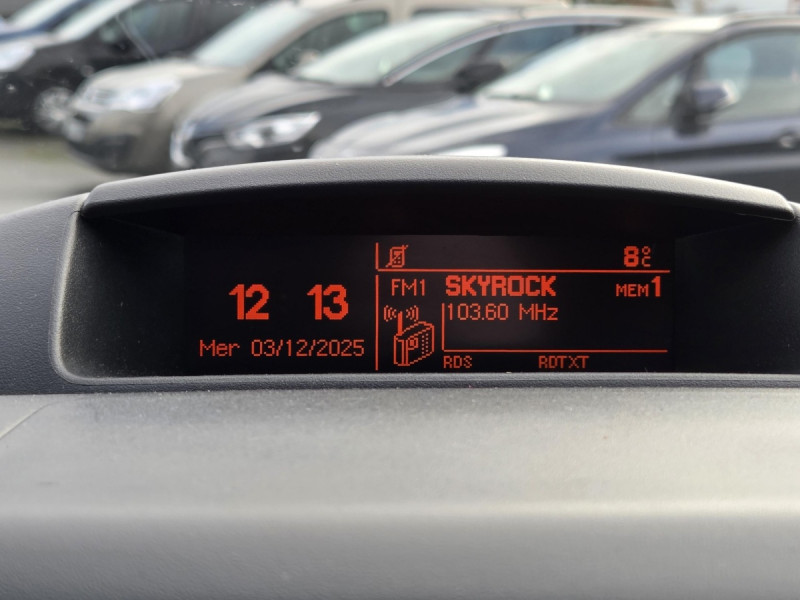 12 13
Mer 03/12/2025
8°C
FM1 SKYROCK MEM1
103.60 MHz
RDS RDTXT